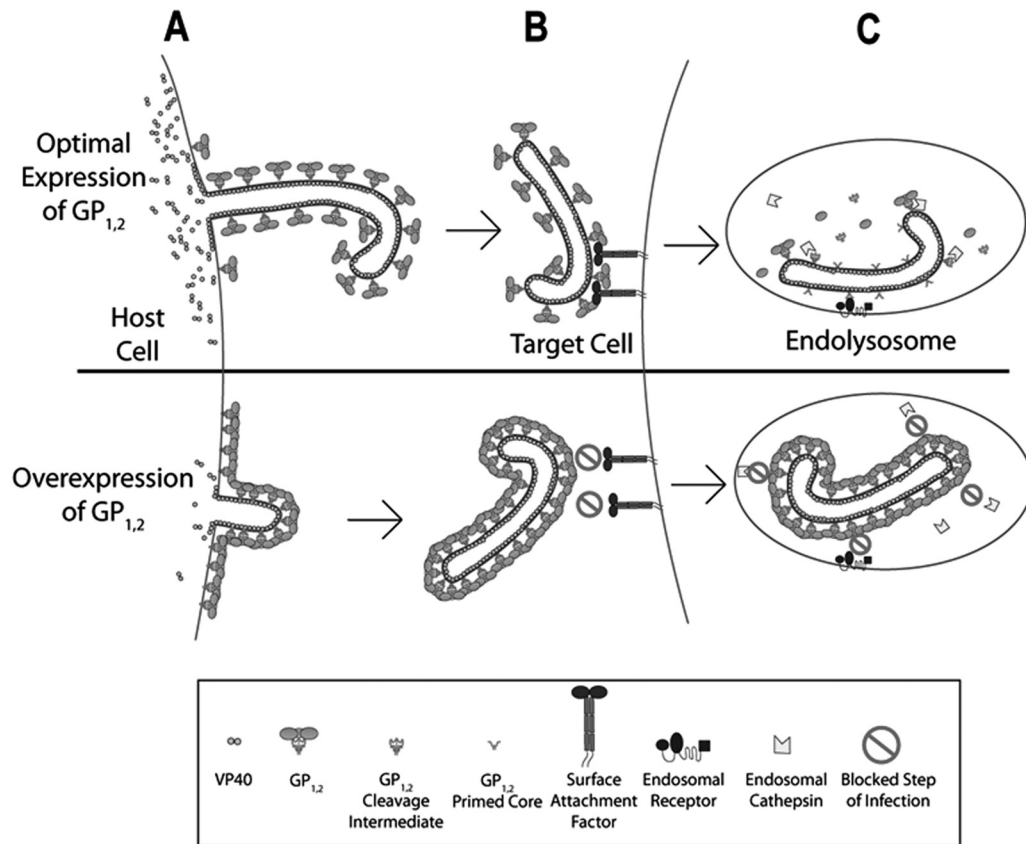 A
B
C
Optimal
Expression
of GP1,2
Host
Cell
Target Cell
Endolysosome
Overexpression
of GP1,2
VP40
GP1,2
GP1,2
Cleavage
Intermediate
GP1,2
Primed Core
Surface
Attachment
Factor
Endosomal
Receptor
Endosomal
Cathepsin
Blocked Step
of Infection